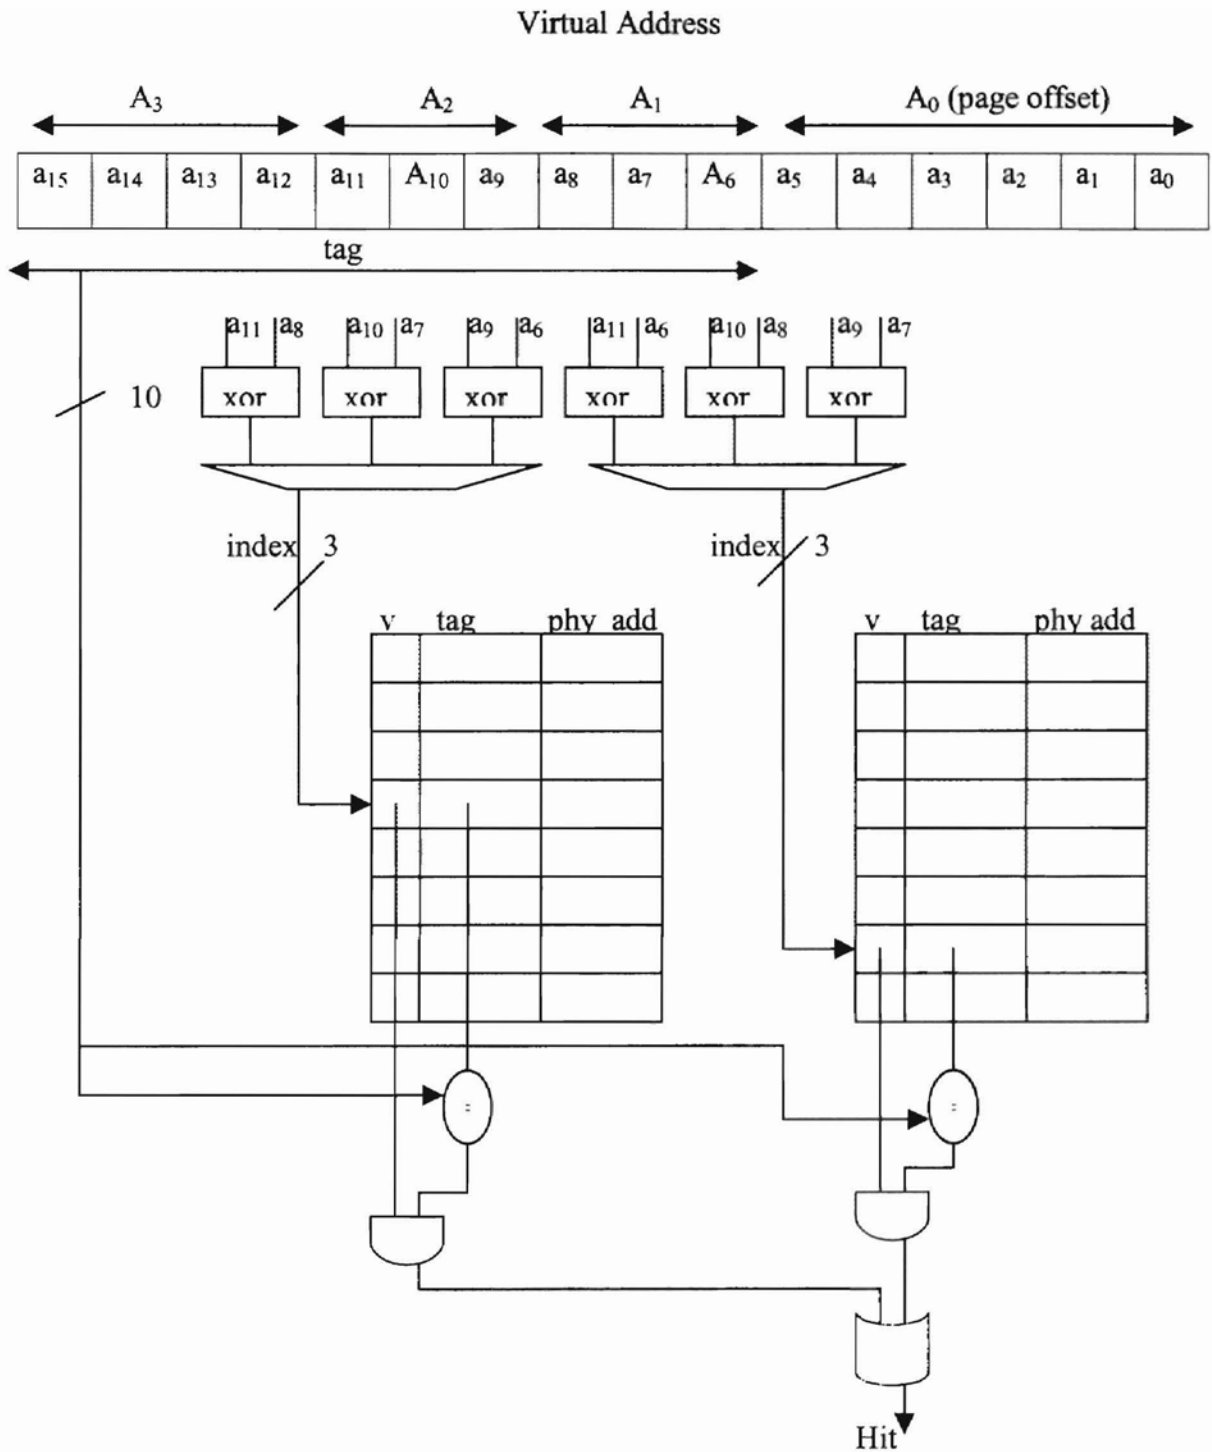 Virtual Address
A₃ A₂ A₁ A₀ (page offset)
a₁₅ a₁₄ a₁₃ a₁₂ a₁₁ A₁₀ a₉ a₈ a₇ A₆ a₅ a₄ a₃ a₂ a₁ a₀
tag
a₁₁ a₈ a₁₀ a₇ a₉ a₆ a₁₁ a₆ a₁₀ a₈ a₉ a₇
10 xor xor xor xor xor xor
index 3 index 3
v tag phy add v tag phy add
= =
Hit